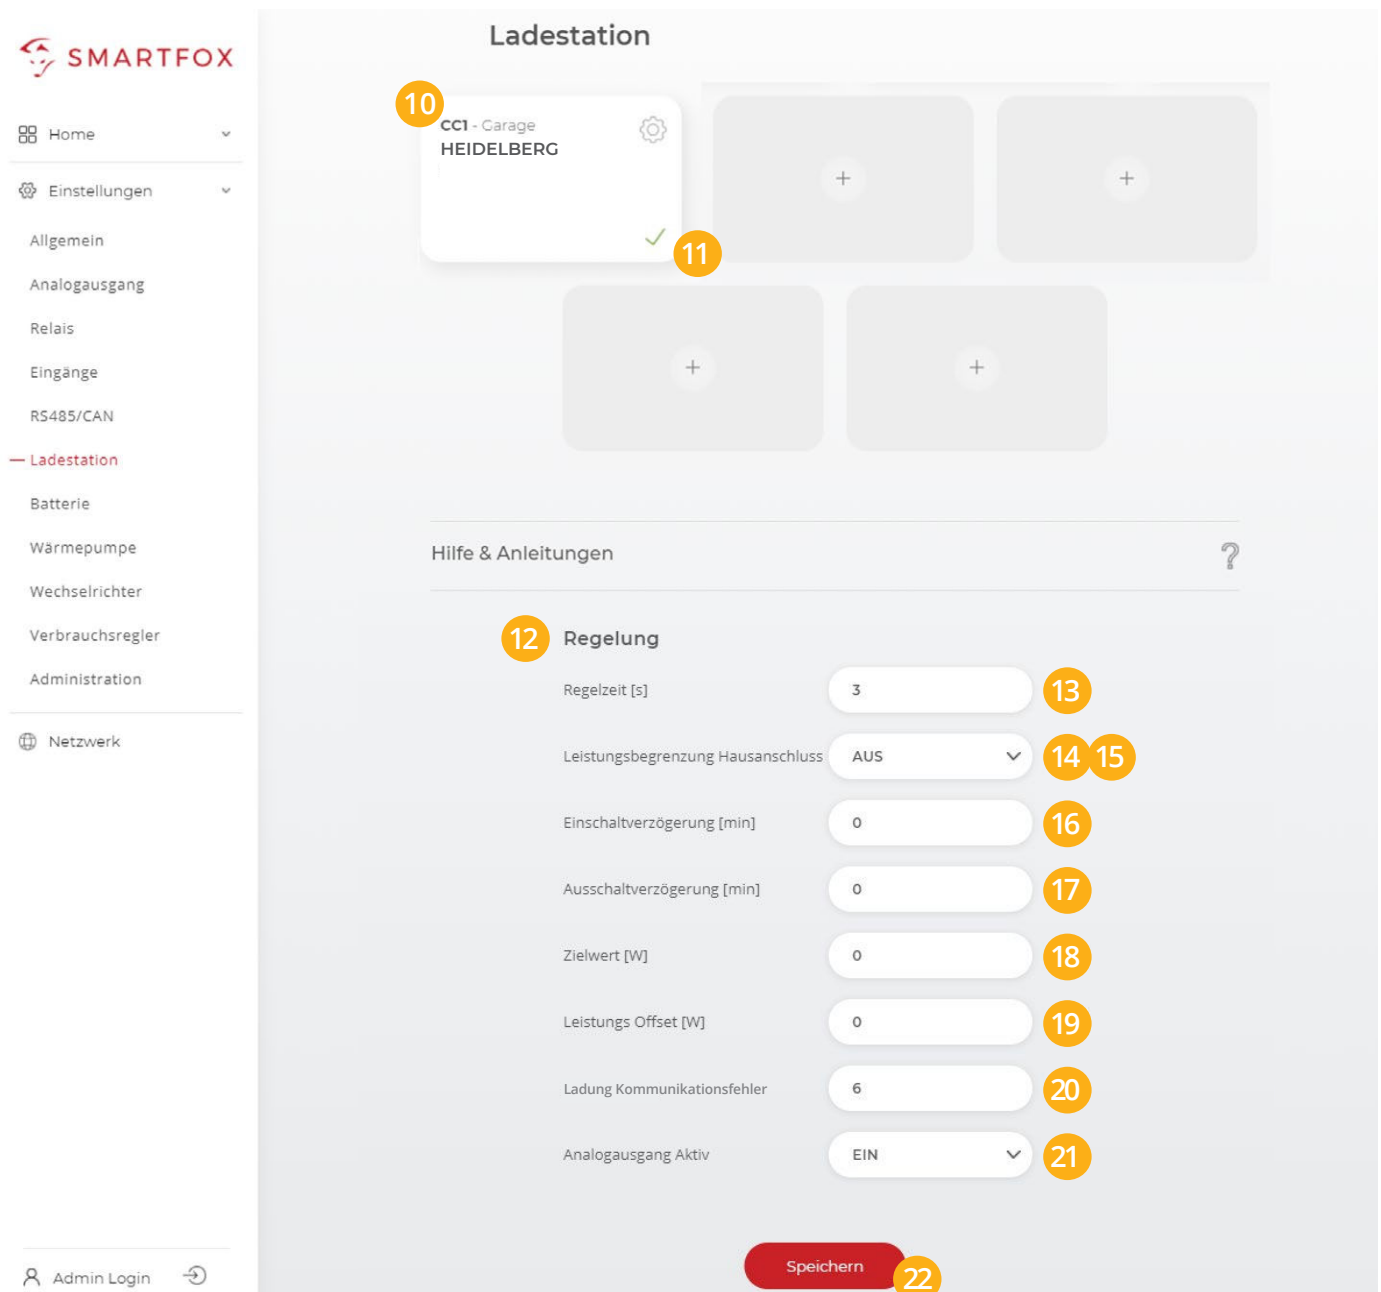 SMARTFOX
Home
Einstellungen
Allgemein
Analogausgang
Relais
Eingänge
RS485/CAN
Ladestation
Batterie
Wärmepumpe
Wechselrichter
Verbrauchsregler
Administration
Netzwerk
Admin Login
Ladestation
10
CC1 - Garage
HEIDELBERG
11
+
+
+
+
Hilfe & Anleitungen ?
12 Regelung
Regelzeit [s] 3 13
Leistungsbegrenzung Hausanschluss AUS 14 15
Einschaltverzögerung [min] 0 16
Ausschaltverzögerung [min] 0 17
Zielwert [W] 0 18
Leistungs Offset [W] 0 19
Ladung Kommunikationsfehler 6 20
Analogausgang Aktiv EIN 21
Speichern 22